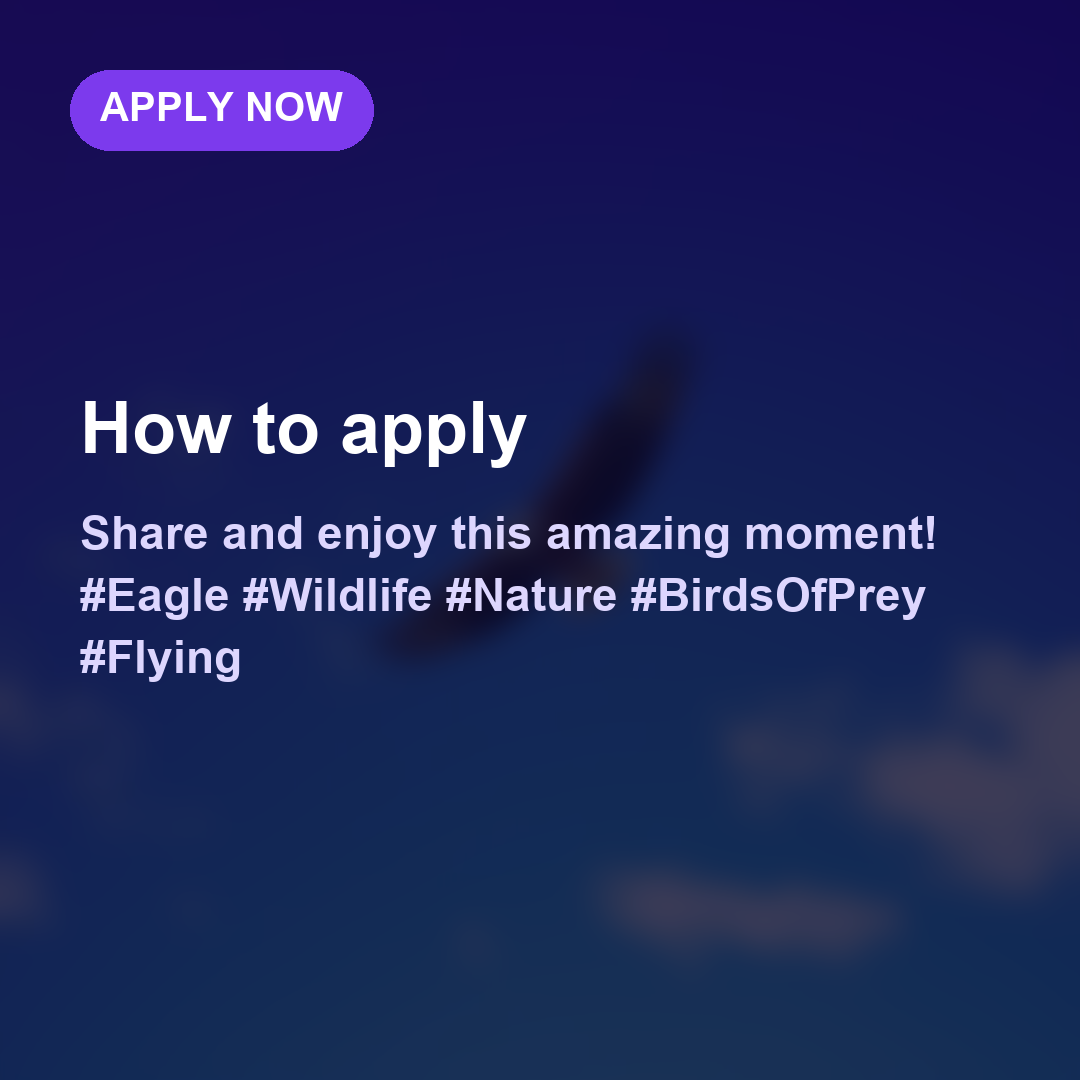 APPLY NOW
How to apply
Share and enjoy this amazing moment!
#Eagle #Wildlife #Nature #BirdsOfPrey
#Flying